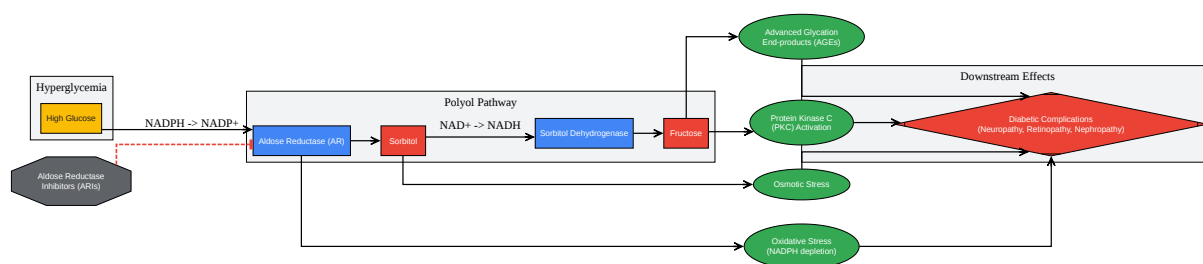 Advanced Glycation
End-products (AGEs)
Hyperglycemia
Downstream Effects
High Glucose
NADPH -> NADP+
Polyol Pathway
NAD+ -> NADH
Aldose Reductase (AR)
Sorbitol
Sorbitol Dehydrogenase
Fructose
Protein Kinase C
(PKC) Activation
Diabetic Complications
(Neuropathy, Retinopathy, Nephropathy)
Aldose Reductase
Inhibitors (ARIs)
Osmotic Stress
Oxidative Stress
(NADPH depletion)